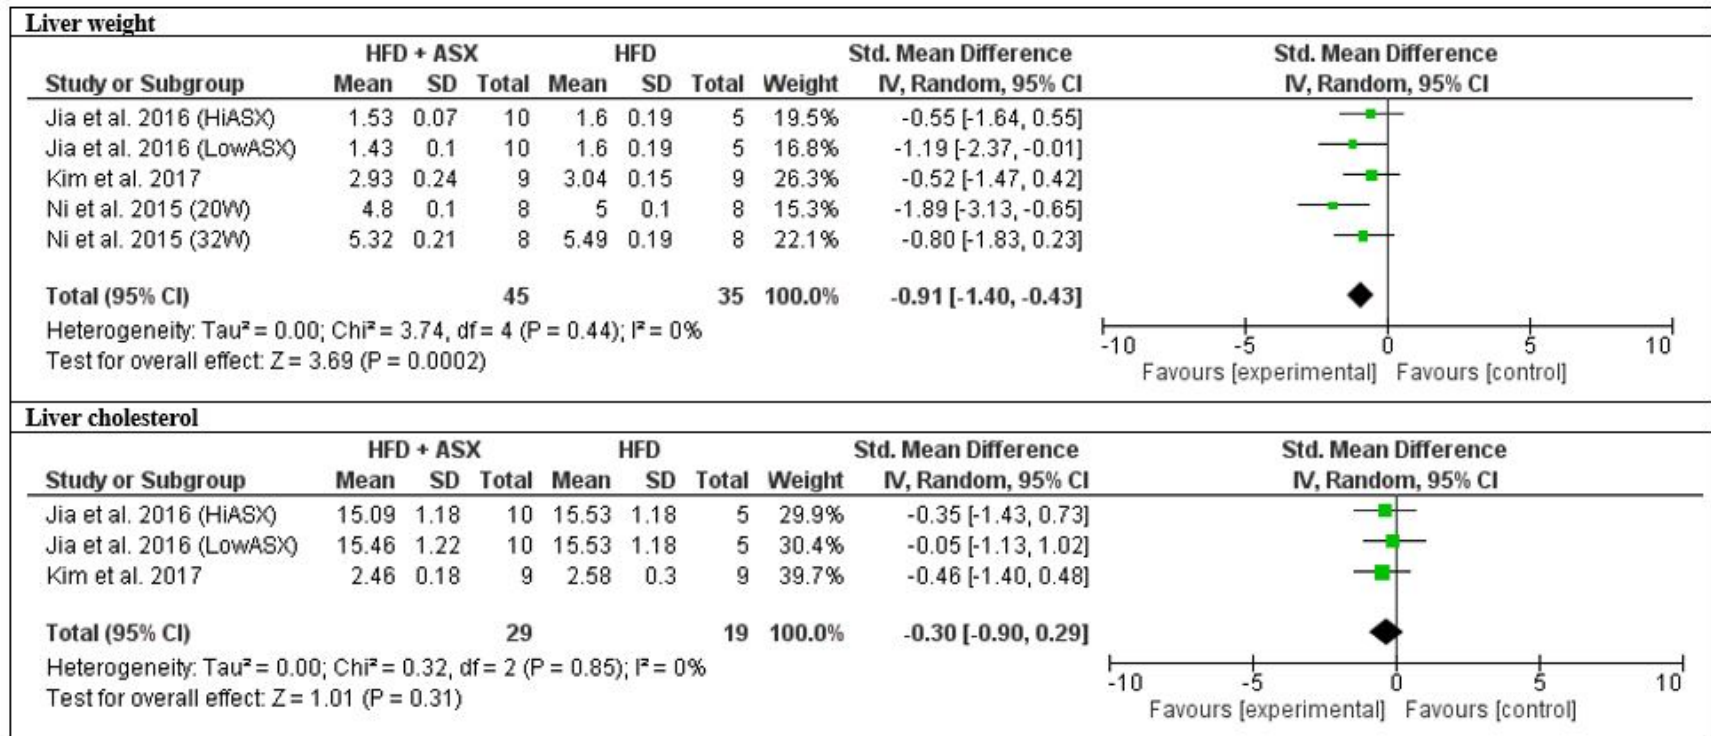 Liver weight
HFD + ASX HFD Std. Mean Difference Std. Mean Difference
Study or Subgroup Mean SD Total Mean SD Total Weight IV, Random, 95% CI IV, Random, 95% CI
Jia et al. 2016 (HiASX) 1.53 0.07 10 1.6 0.19 5 19.5% -0.55 [-1.64, 0.55]
Jia et al. 2016 (LowASX) 1.43 0.1 10 1.6 0.19 5 16.8% -1.19 [-2.37, -0.01]
Kim et al. 2017 2.93 0.24 9 3.04 0.15 9 26.3% -0.52 [-1.47, 0.42]
Ni et al. 2015 (20W) 4.8 0.1 8 5 0.1 8 15.3% -1.89 [-3.13, -0.65]
Ni et al. 2015 (32W) 5.32 0.21 8 5.49 0.19 8 22.1% -0.80 [-1.83, 0.23]
Total (95% CI) 45 35 100.0% -0.91 [-1.40, -0.43]
Heterogeneity: Tau² = 0.00; Chi² = 3.74, df = 4 (P = 0.44); I² = 0%
Test for overall effect: Z = 3.69 (P = 0.0002)
-10 -5 0 5 10
Favours [experimental] Favours [control]
Liver cholesterol
HFD + ASX HFD Std. Mean Difference Std. Mean Difference
Study or Subgroup Mean SD Total Mean SD Total Weight IV, Random, 95% CI IV, Random, 95% CI
Jia et al. 2016 (HiASX) 15.09 1.18 10 15.53 1.18 5 29.9% -0.35 [-1.43, 0.73]
Jia et al. 2016 (LowASX) 15.46 1.22 10 15.53 1.18 5 30.4% -0.05 [-1.13, 1.02]
Kim et al. 2017 2.46 0.18 9 2.58 0.3 9 39.7% -0.46 [-1.40, 0.48]
Total (95% CI) 29 19 100.0% -0.30 [-0.90, 0.29]
Heterogeneity: Tau² = 0.00; Chi² = 0.32, df = 2 (P = 0.85); I² = 0%
Test for overall effect: Z = 1.01 (P = 0.31)
-10 -5 0 5 10
Favours [experimental] Favours [control]